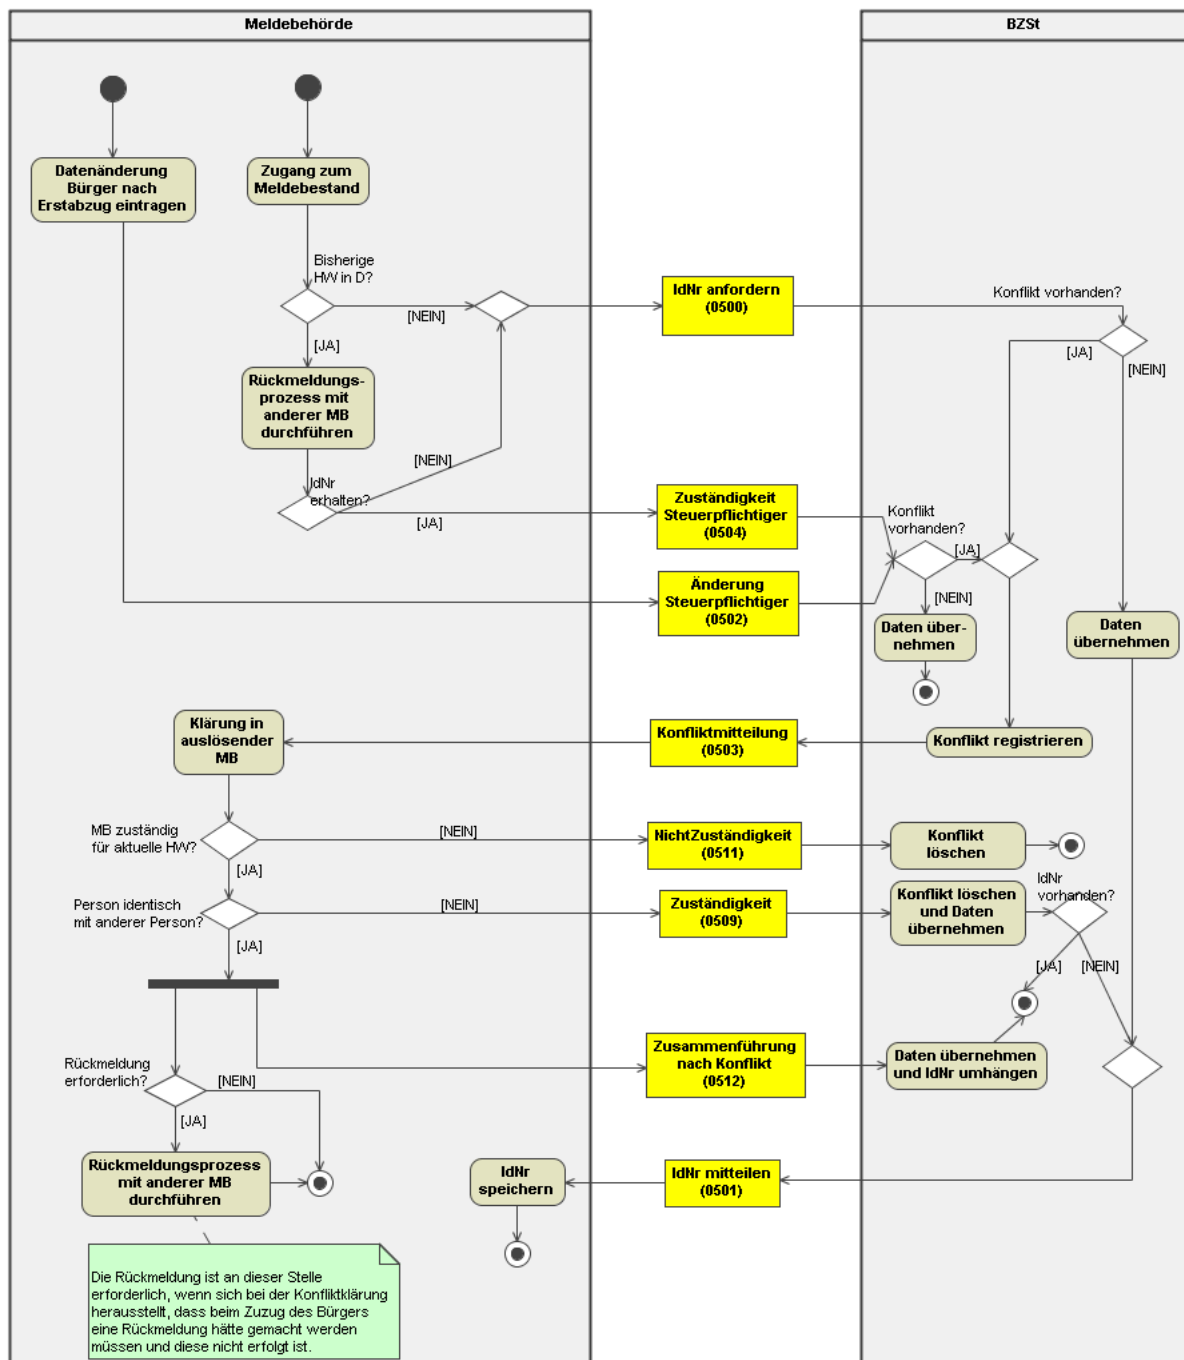 Meldebehörde
BZSt
Datenänderung
Bürger nach
Erstabzug eintragen
Zugang zum
Meldebestand
Bisherige
HW in D?
[NEIN]
[JA]
IdNr anfordern
(0500)
Konflikt vorhanden?
[JA]
[NEIN]
Rückmeldungs-
prozess mit
anderer MB
durchführen
[NEIN]
IdNr
erhalten?
[JA]
Zuständigkeit
Steuerpflichtiger
(0504)
Konflikt
vorhanden?
[JA]
[NEIN]
Änderung
Steuerpflichtiger
(0502)
Daten über-
nehmen
Daten
übernehmen
Klärung in
auslösender
MB
Konfliktmitteilung
(0503)
Konflikt registrieren
MB zuständig
für aktuelle HW?
[NEIN]
[JA]
NichtZuständigkeit
(0511)
Konflikt
löschen
Person identisch
mit anderer Person?
[NEIN]
[JA]
Zuständigkeit
(0509)
Konflikt löschen
und Daten
übernehmen
IdNr
vorhanden?
[JA]
[NEIN]
Rückmeldung
erforderlich?
[NEIN]
[JA]
Zusammenführung
nach Konflikt
(0512)
Daten übernehmen
und IdNr umhängen
Rückmeldungsprozess
mit anderer MB
durchführen
IdNr
speichern
IdNr mitteilen
(0501)
Die Rückmeldung ist an dieser Stelle
erforderlich, wenn sich bei der Konfliktklärung
herausstellt, dass beim Zuzug des Bürgers
eine Rückmeldung hätte gemacht werden
müssen und diese nicht erfolgt ist.